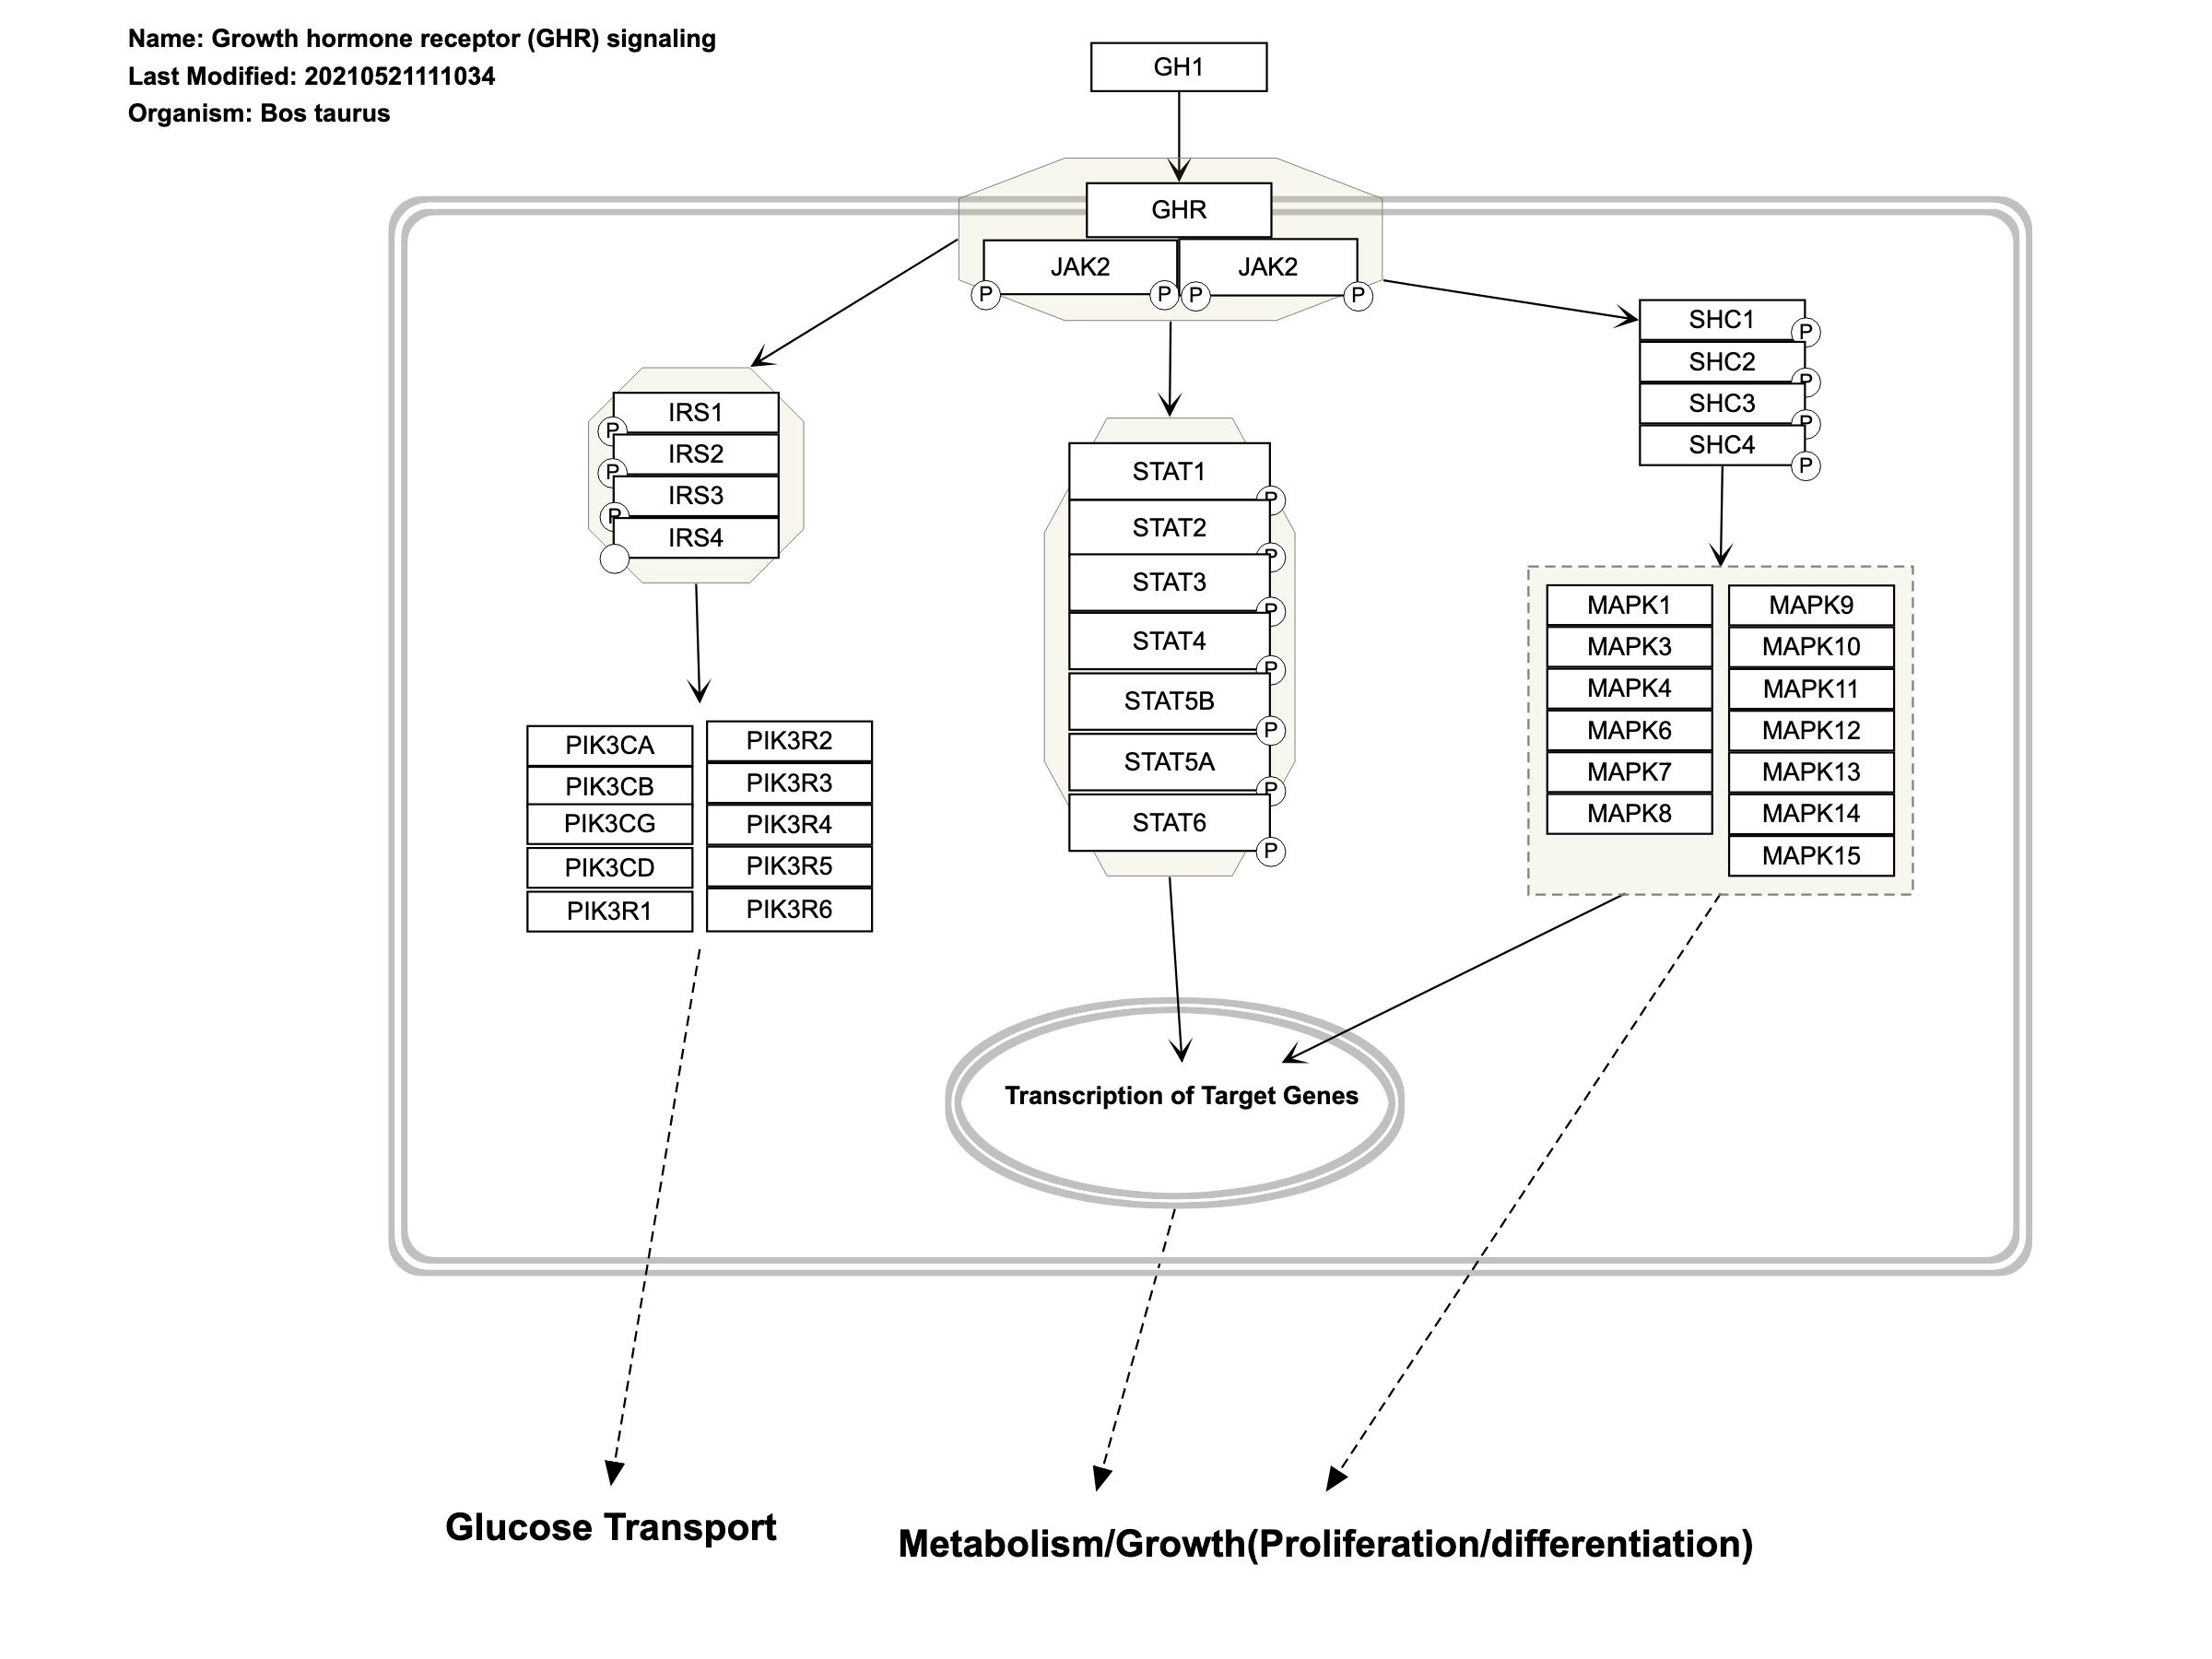 Name: Growth hormone receptor (GHR) signaling
Last Modified: 20210521111034
Organism: Bos taurus
GH1
GHR
JAK2
JAK2
P
P
P
P
IRS1
P
IRS2
P
IRS3
P
IRS4
PIK3CA
PIK3CB
PIK3CG
PIK3CD
PIK3R1
PIK3R2
PIK3R3
PIK3R4
PIK3R5
PIK3R6
STAT1
P
STAT2
P
STAT3
P
STAT4
P
STAT5B
P
STAT5A
P
STAT6
P
SHC1
P
SHC2
P
SHC3
P
SHC4
P
MAPK1
MAPK3
MAPK4
MAPK6
MAPK7
MAPK8
MAPK9
MAPK10
MAPK11
MAPK12
MAPK13
MAPK14
MAPK15
Transcription of Target Genes
Glucose Transport
Metabolism/Growth(Proliferation/differentiation)